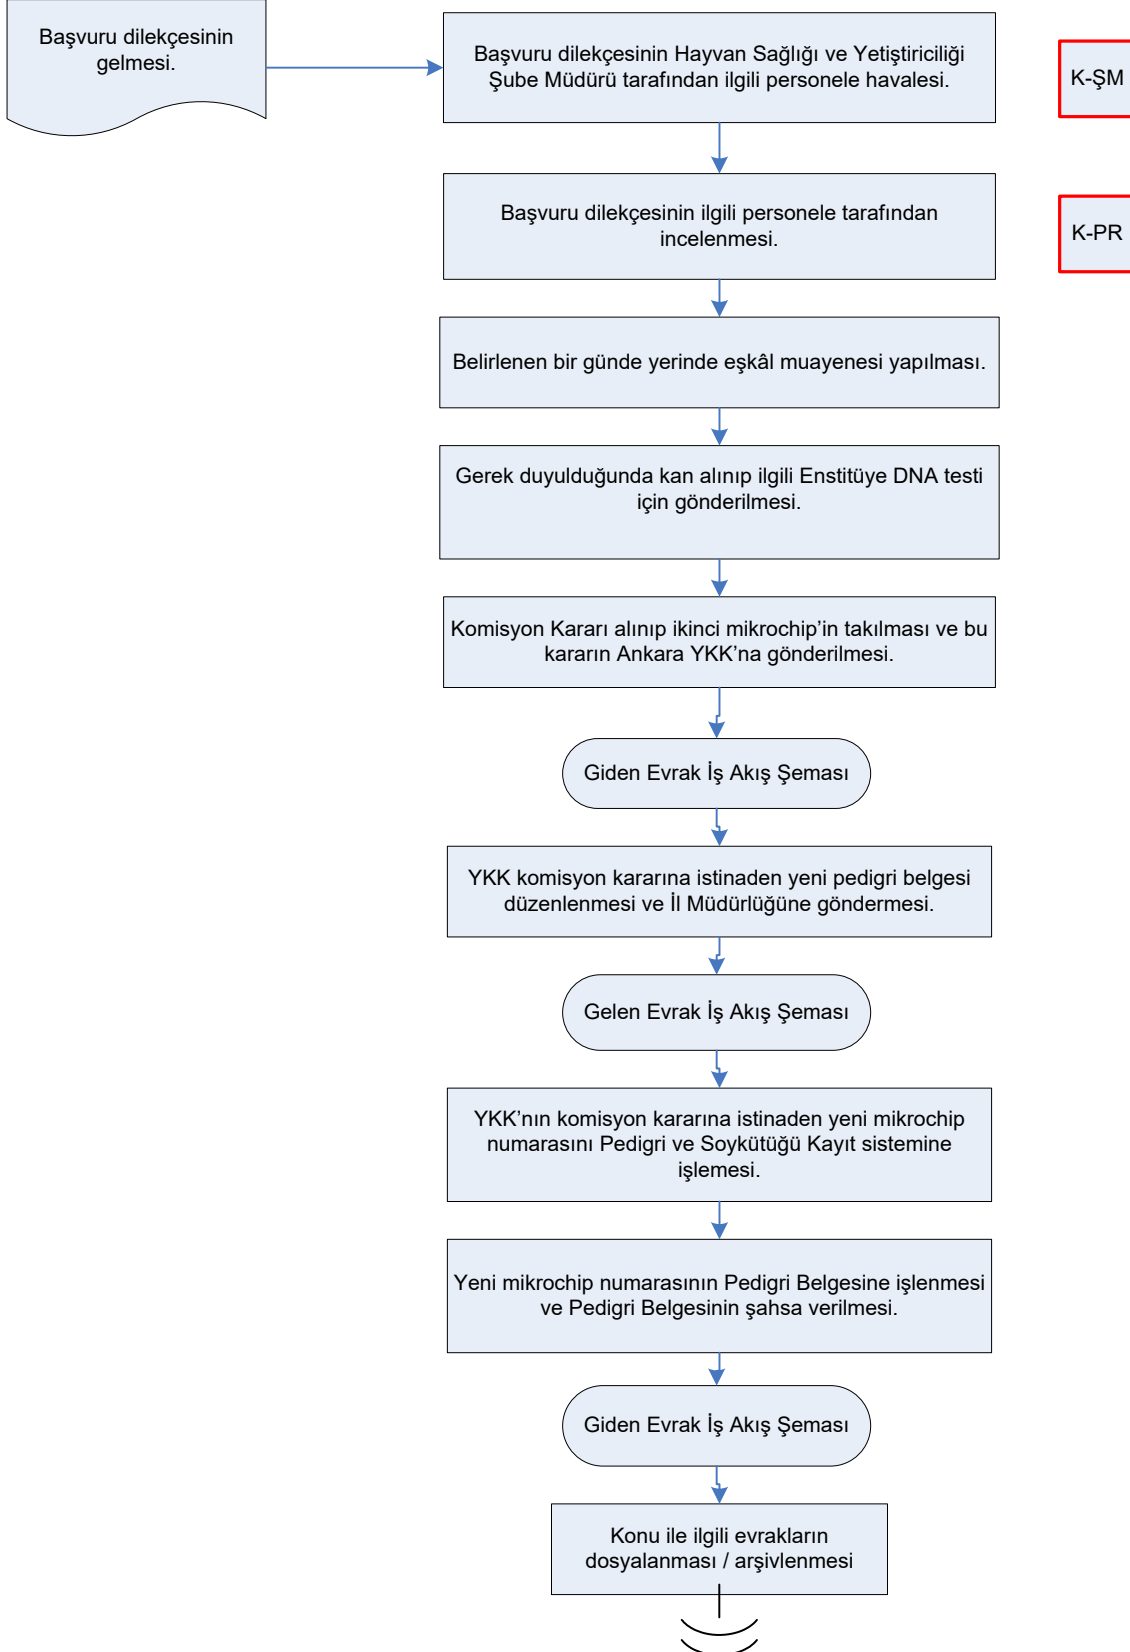 Başvuru dilekçesinin
gelmesi.
Başvuru dilekçesinin Hayvan Sağlığı ve Yetiştiriciliği
Şube Müdürü tarafından ilgili personele havalesi.
K-ŞM
Başvuru dilekçesinin ilgili personele tarafından
incelenmesi.
K-PR
Belirlenen bir günde yerinde eşkâl muayenesi yapılması.
Gerek duyulduğunda kan alınıp ilgili Enstitüye DNA testi
için gönderilmesi.
Komisyon Kararı alınıp ikinci mikrochip’in takılması ve bu
kararın Ankara YKK’na gönderilmesi.
Giden Evrak İş Akış Şeması
YKK komisyon kararına istinaden yeni pedigri belgesi
düzenlenmesi ve İl Müdürlüğüne göndermesi.
Gelen Evrak İş Akış Şeması
YKK’nın komisyon kararına istinaden yeni mikrochip
numarasını Pedigri ve Soykütüğü Kayıt sistemine
işlemesi.
Yeni mikrochip numarasının Pedigri Belgesine işlenmesi
ve Pedigri Belgesinin şahsa verilmesi.
Giden Evrak İş Akış Şeması
Konu ile ilgili evrakların
dosyalanması / arşivlenmesi